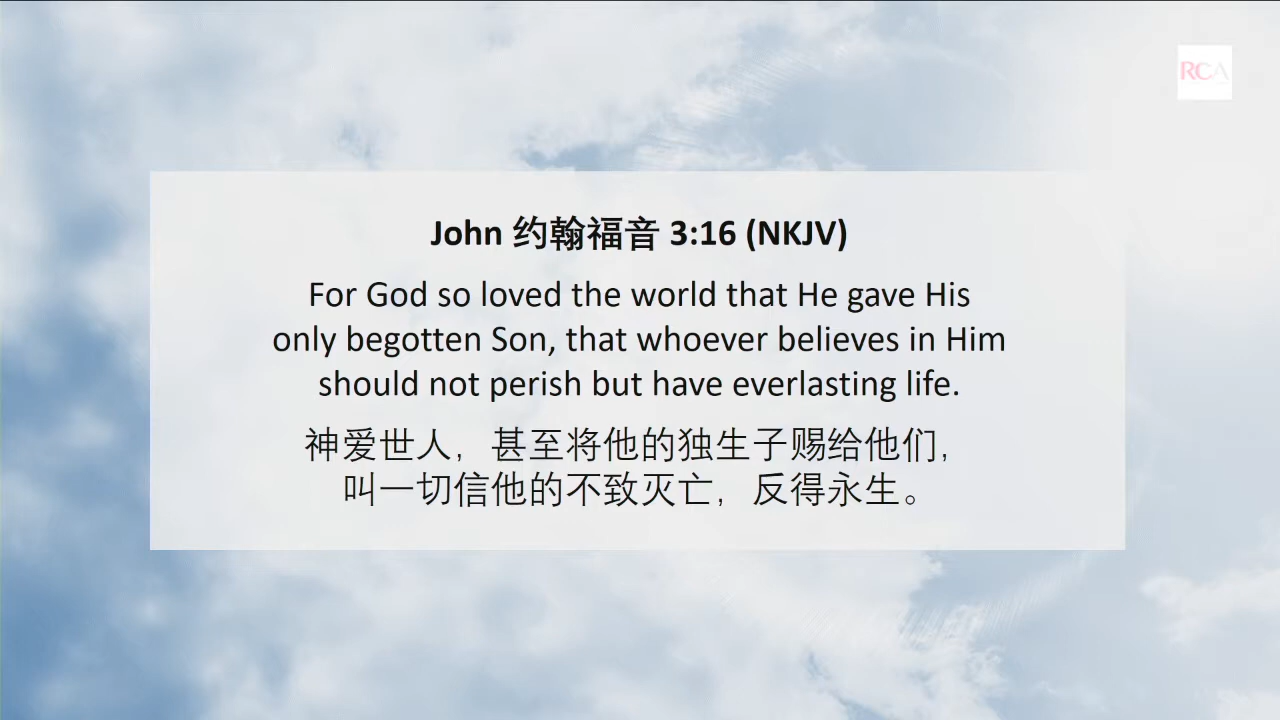 RCA
John 约翰福音 3:16 (NKJV)
For God so loved the world that He gave His
only begotten Son, that whoever believes in Him
should not perish but have everlasting life.
神爱世人，甚至将他的独生子赐给他们，
叫一切信他的不致灭亡，反得永生。